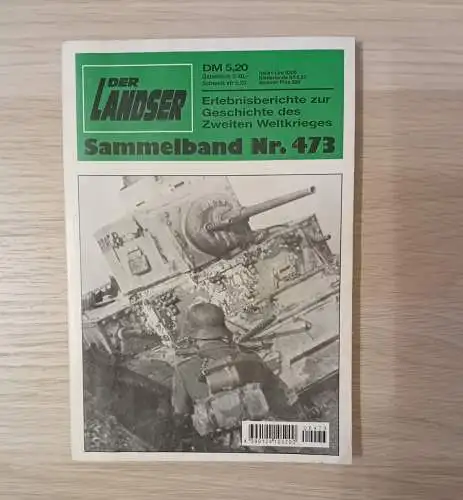 DER
LANDSER
DM 5,20
Erlebnisberichte zur
Geschichte des
Zweiten Weltkrieges
Sammelband Nr. 473